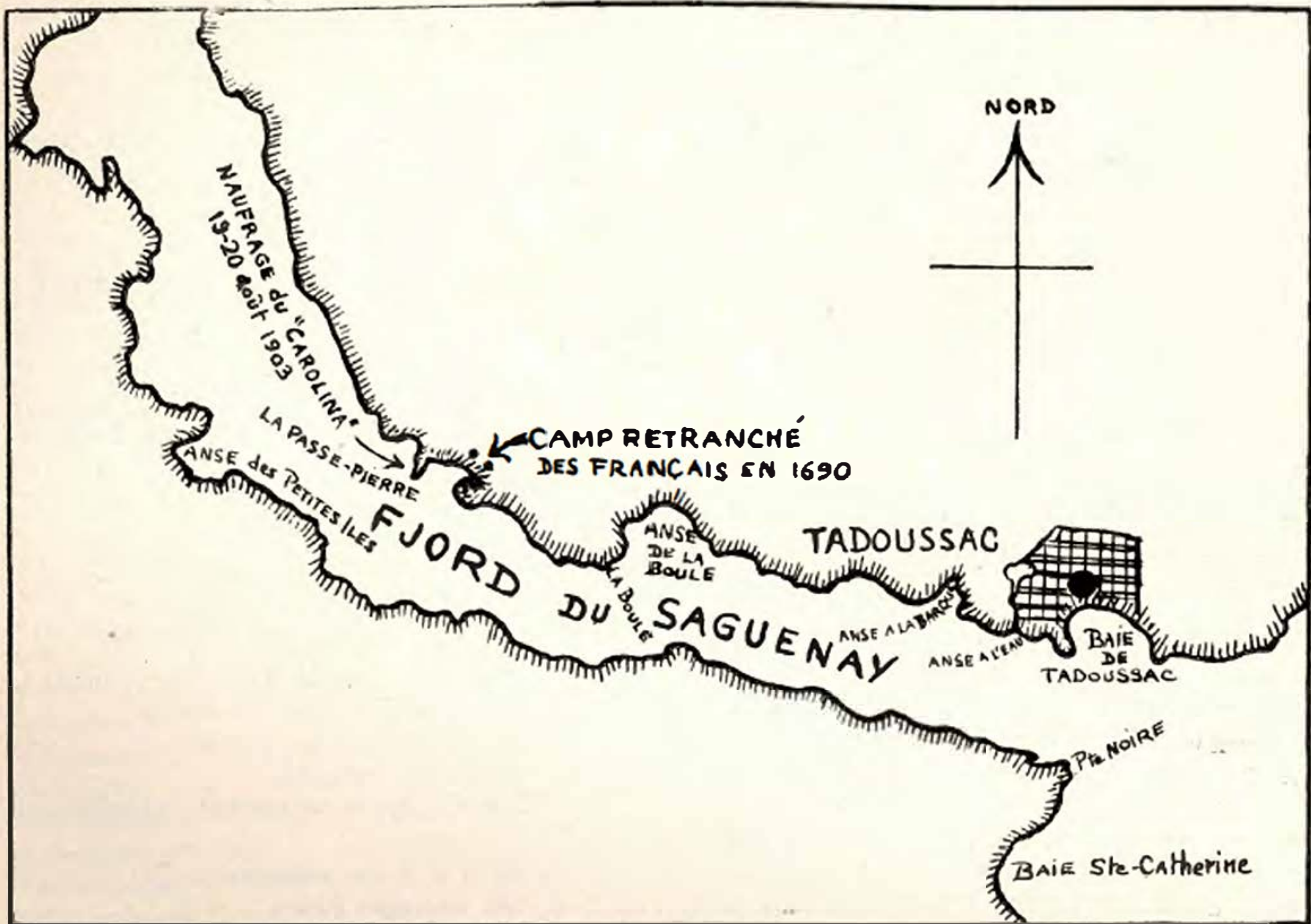 NORD
NAUFRAGE du "CAROLINA"
19-20 août 1903
LA PASSE-PIERRE
CAMP RETRANCHÉ
DES FRANÇAIS EN 1690
ANSE des PETITES ILES
FJORD DU SAGUENAY
ANSE
DE LA
BOULE
LA BOULE
TADOUSSAC
ANSE A LA BARQUE
ANSE A L'EAU
BAIE
DE
TADOUSSAC
Pte NOIRE
BAIE Ste-Catherine